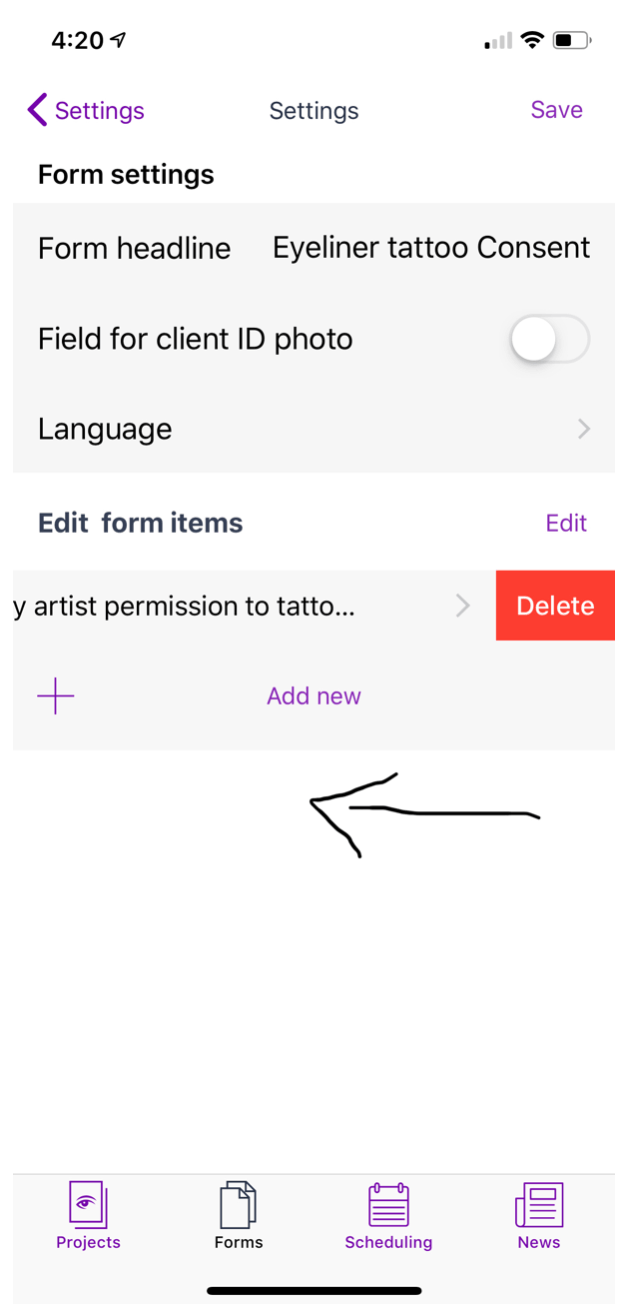 4:20
Settings Settings Save
Form settings
Form headline Eyeliner tattoo Consent
Field for client ID photo
Language
Edit form items Edit
y artist permission to tatto... Delete
Add new
Projects Forms Scheduling News